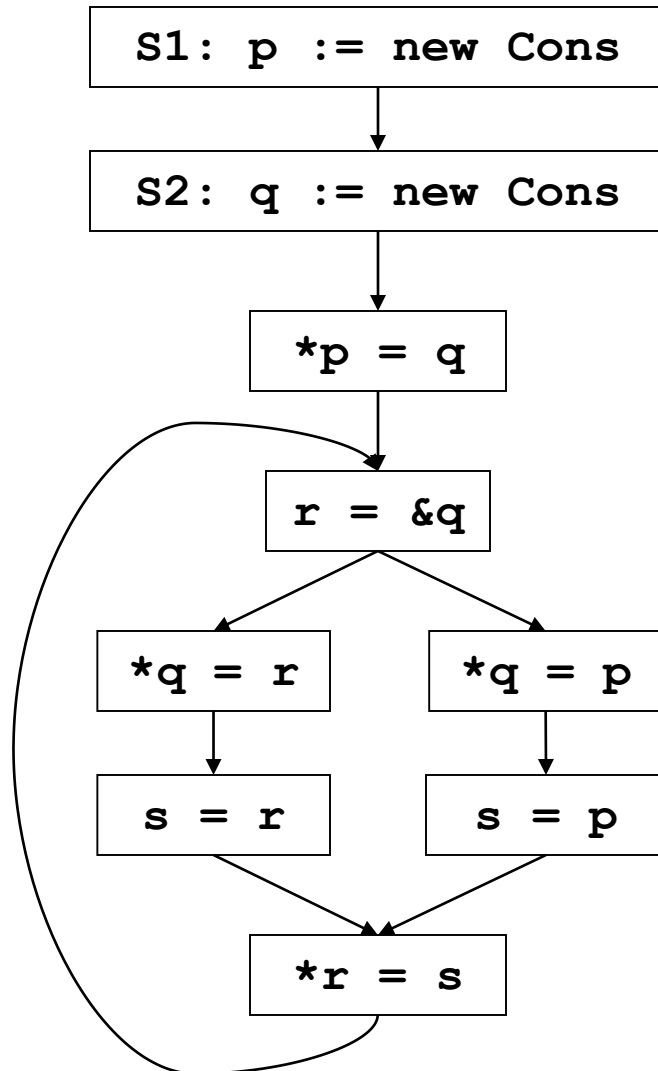 S1: p := new Cons
S2: q := new Cons
*p = q
r = &q
*q = r
*q = p
s = r
s = p
*r = s